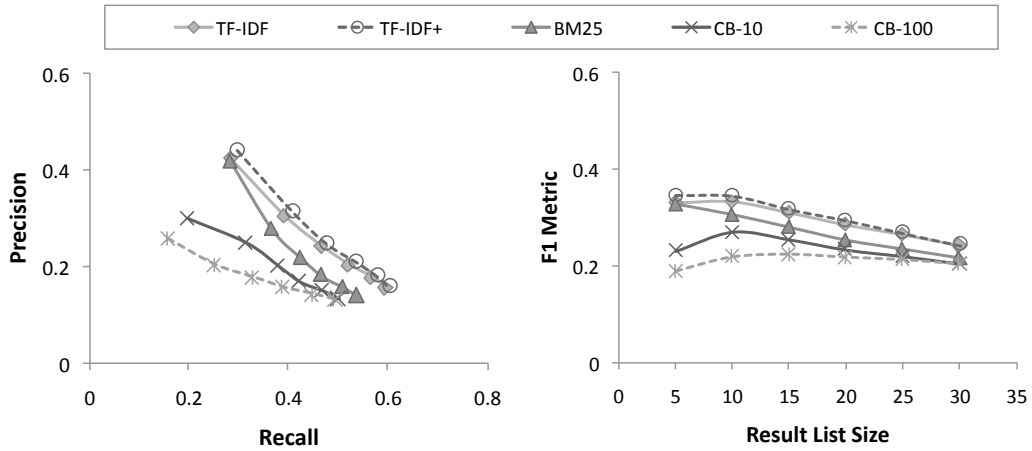 TF-IDF TF-IDF+ BM25 CB-10 CB-100
0.6
0.4
0.2
0
Precision
0 0.2 0.4 0.6 0.8
Recall
0.6
0.4
0.2
0
F1 Metric
0 5 10 15 20 25 30 35
Result List Size